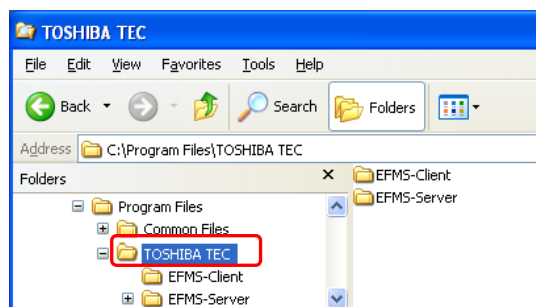 TOSHIBA TEC
File Edit View Favorites Tools Help
Back Search Folders
Address C:\Program Files\TOSHIBA TEC
Folders
Program Files
Common Files
TOSHIBA TEC
EFMS-Client
EFMS-Server
EFMS-Client
EFMS-Server